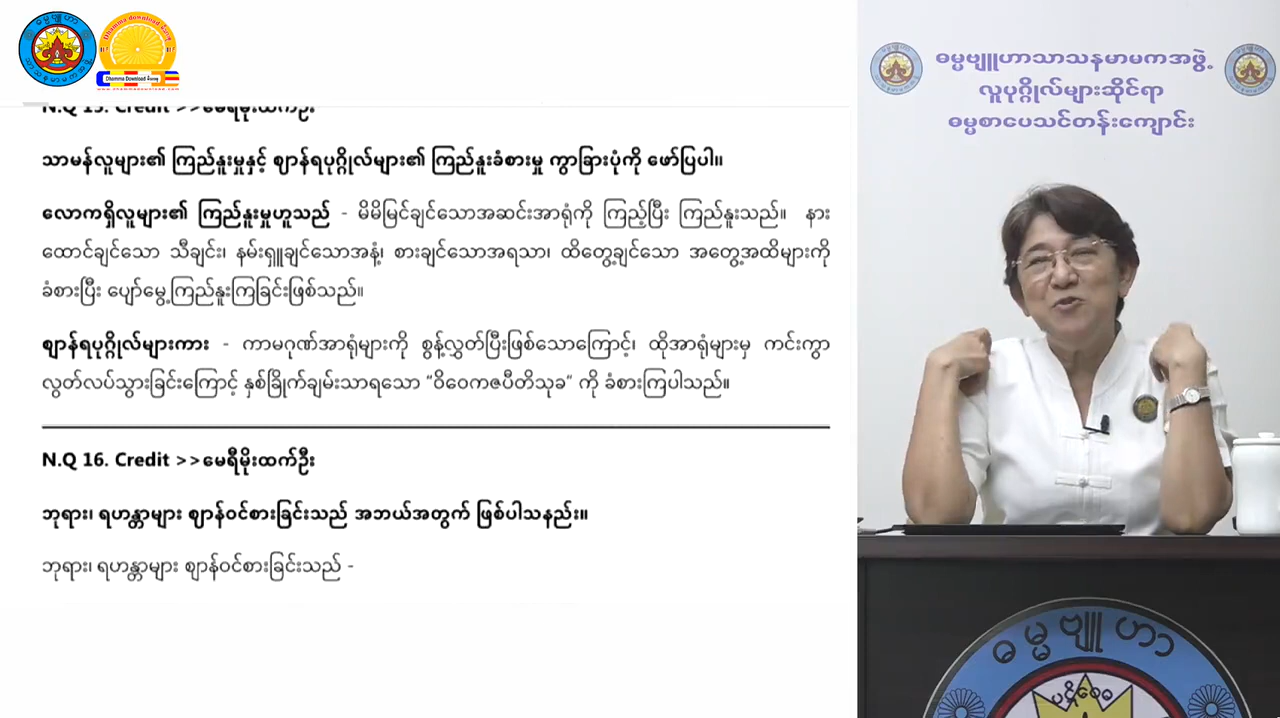 N.Q 15. Credit >>မေရီမိုးထက်ဦး
သာမန်လူများ၏ ကြည်နူးမှုနှင့် ဈာန်ရပုဂ္ဂိုလ်များ၏ ကြည်နူးခံစားမှု ကွာခြားပုံကို ဖော်ပြပါ။
လောကရှိလူများ၏ ကြည်နူးမှုဟူသည် - မိမိမြင်ချင်သောအဆင်းအာရုံကို ကြည့်ပြီး ကြည်နူးသည်။ နား
ထောင်ချင်သော သီချင်း၊ နမ်းရှူချင်သောအနံ့၊ စားချင်သောအရသာ၊ ထိတွေ့ချင်သော အတွေ့အထိများကို
ခံစားပြီး ပျော်မွေ့ကြည်နူးကြခြင်းဖြစ်သည်။
ဈာန်ရပုဂ္ဂိုလ်များကား - ကာမဂုဏ်အာရုံများကို စွန့်လွှတ်ပြီးဖြစ်သောကြောင့်၊ ထိုအာရုံများမှ ကင်းကွာ
လွတ်လပ်သွားခြင်းကြောင့် နှစ်ခြိုက်ချမ်းသာရသော “ဝိဝေကဇပီတိသုခ” ကို ခံစားကြပါသည်။
N.Q 16. Credit >>မေရီမိုးထက်ဦး
ဘုရား၊ ရဟန္တာများ ဈာန်ဝင်စားခြင်းသည် အဘယ်အတွက် ဖြစ်ပါသနည်း။
ဘုရား၊ ရဟန္တာများ ဈာန်ဝင်စားခြင်းသည် -
ဓမ္မဗျူဟာသာသနမာမကအဖွဲ့
လူပုဂ္ဂိုလ်များဆိုင်ရာ
ဓမ္မစာပေသင်တန်းကျောင်း
ဓမ္မဗျူဟာ
ပဋိဝေဓ